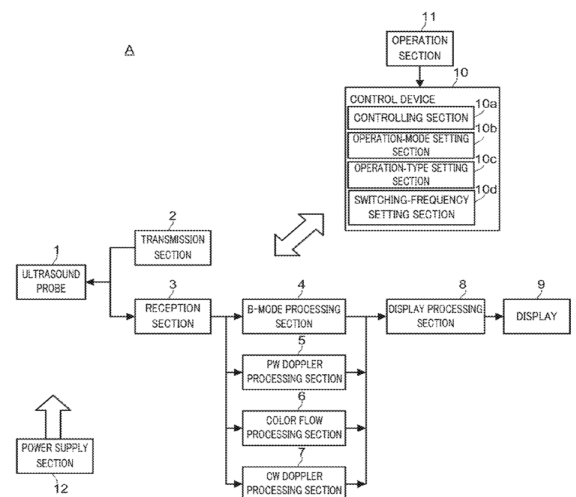 11
OPERATION
SECTION
A
10
CONTROL DEVICE
10a
CONTROLLING SECTION
10b
OPERATION-MODE SETTING
SECTION
10c
OPERATION-TYPE SETTING
SECTION
10d
SWITCHING-FREQUENCY
SETTING SECTION
2
TRANSMISSION
SECTION
1
ULTRASOUND
PROBE
3
RECEPTION
SECTION
4
B-MODE PROCESSING
SECTION
8
DISPLAY PROCESSING
SECTION
9
DISPLAY
5
PW DOPPLER
PROCESSING SECTION
6
COLOR FLOW
PROCESSING SECTION
7
CW DOPPLER
PROCESSING SECTION
POWER SUPPLY
SECTION
12